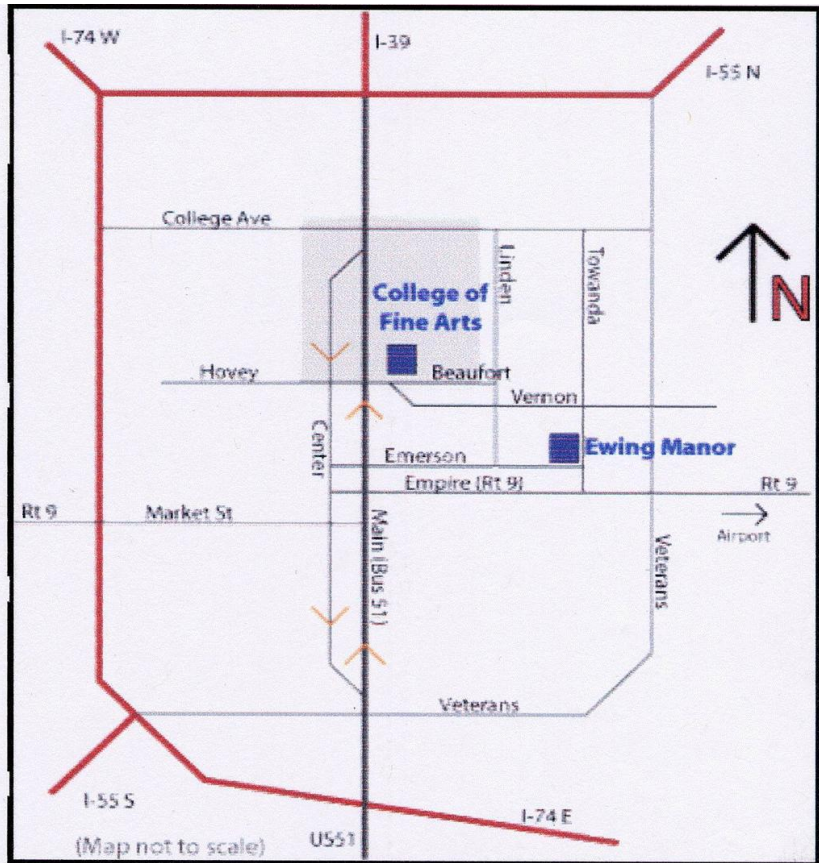 I-74 W
I-39
I-55 N
College Ave
Linden
Towanda
N
College of
Fine Arts
Hovey
Beaufort
Vernon
Center
Emerson
Ewing Manor
Empire (Rt 9)
Rt 9
Rt 9
Market St
Airport
Main (Bus 51)
Veterans
Veterans
I-55 S
I-74 E
US51
(Map not to scale)